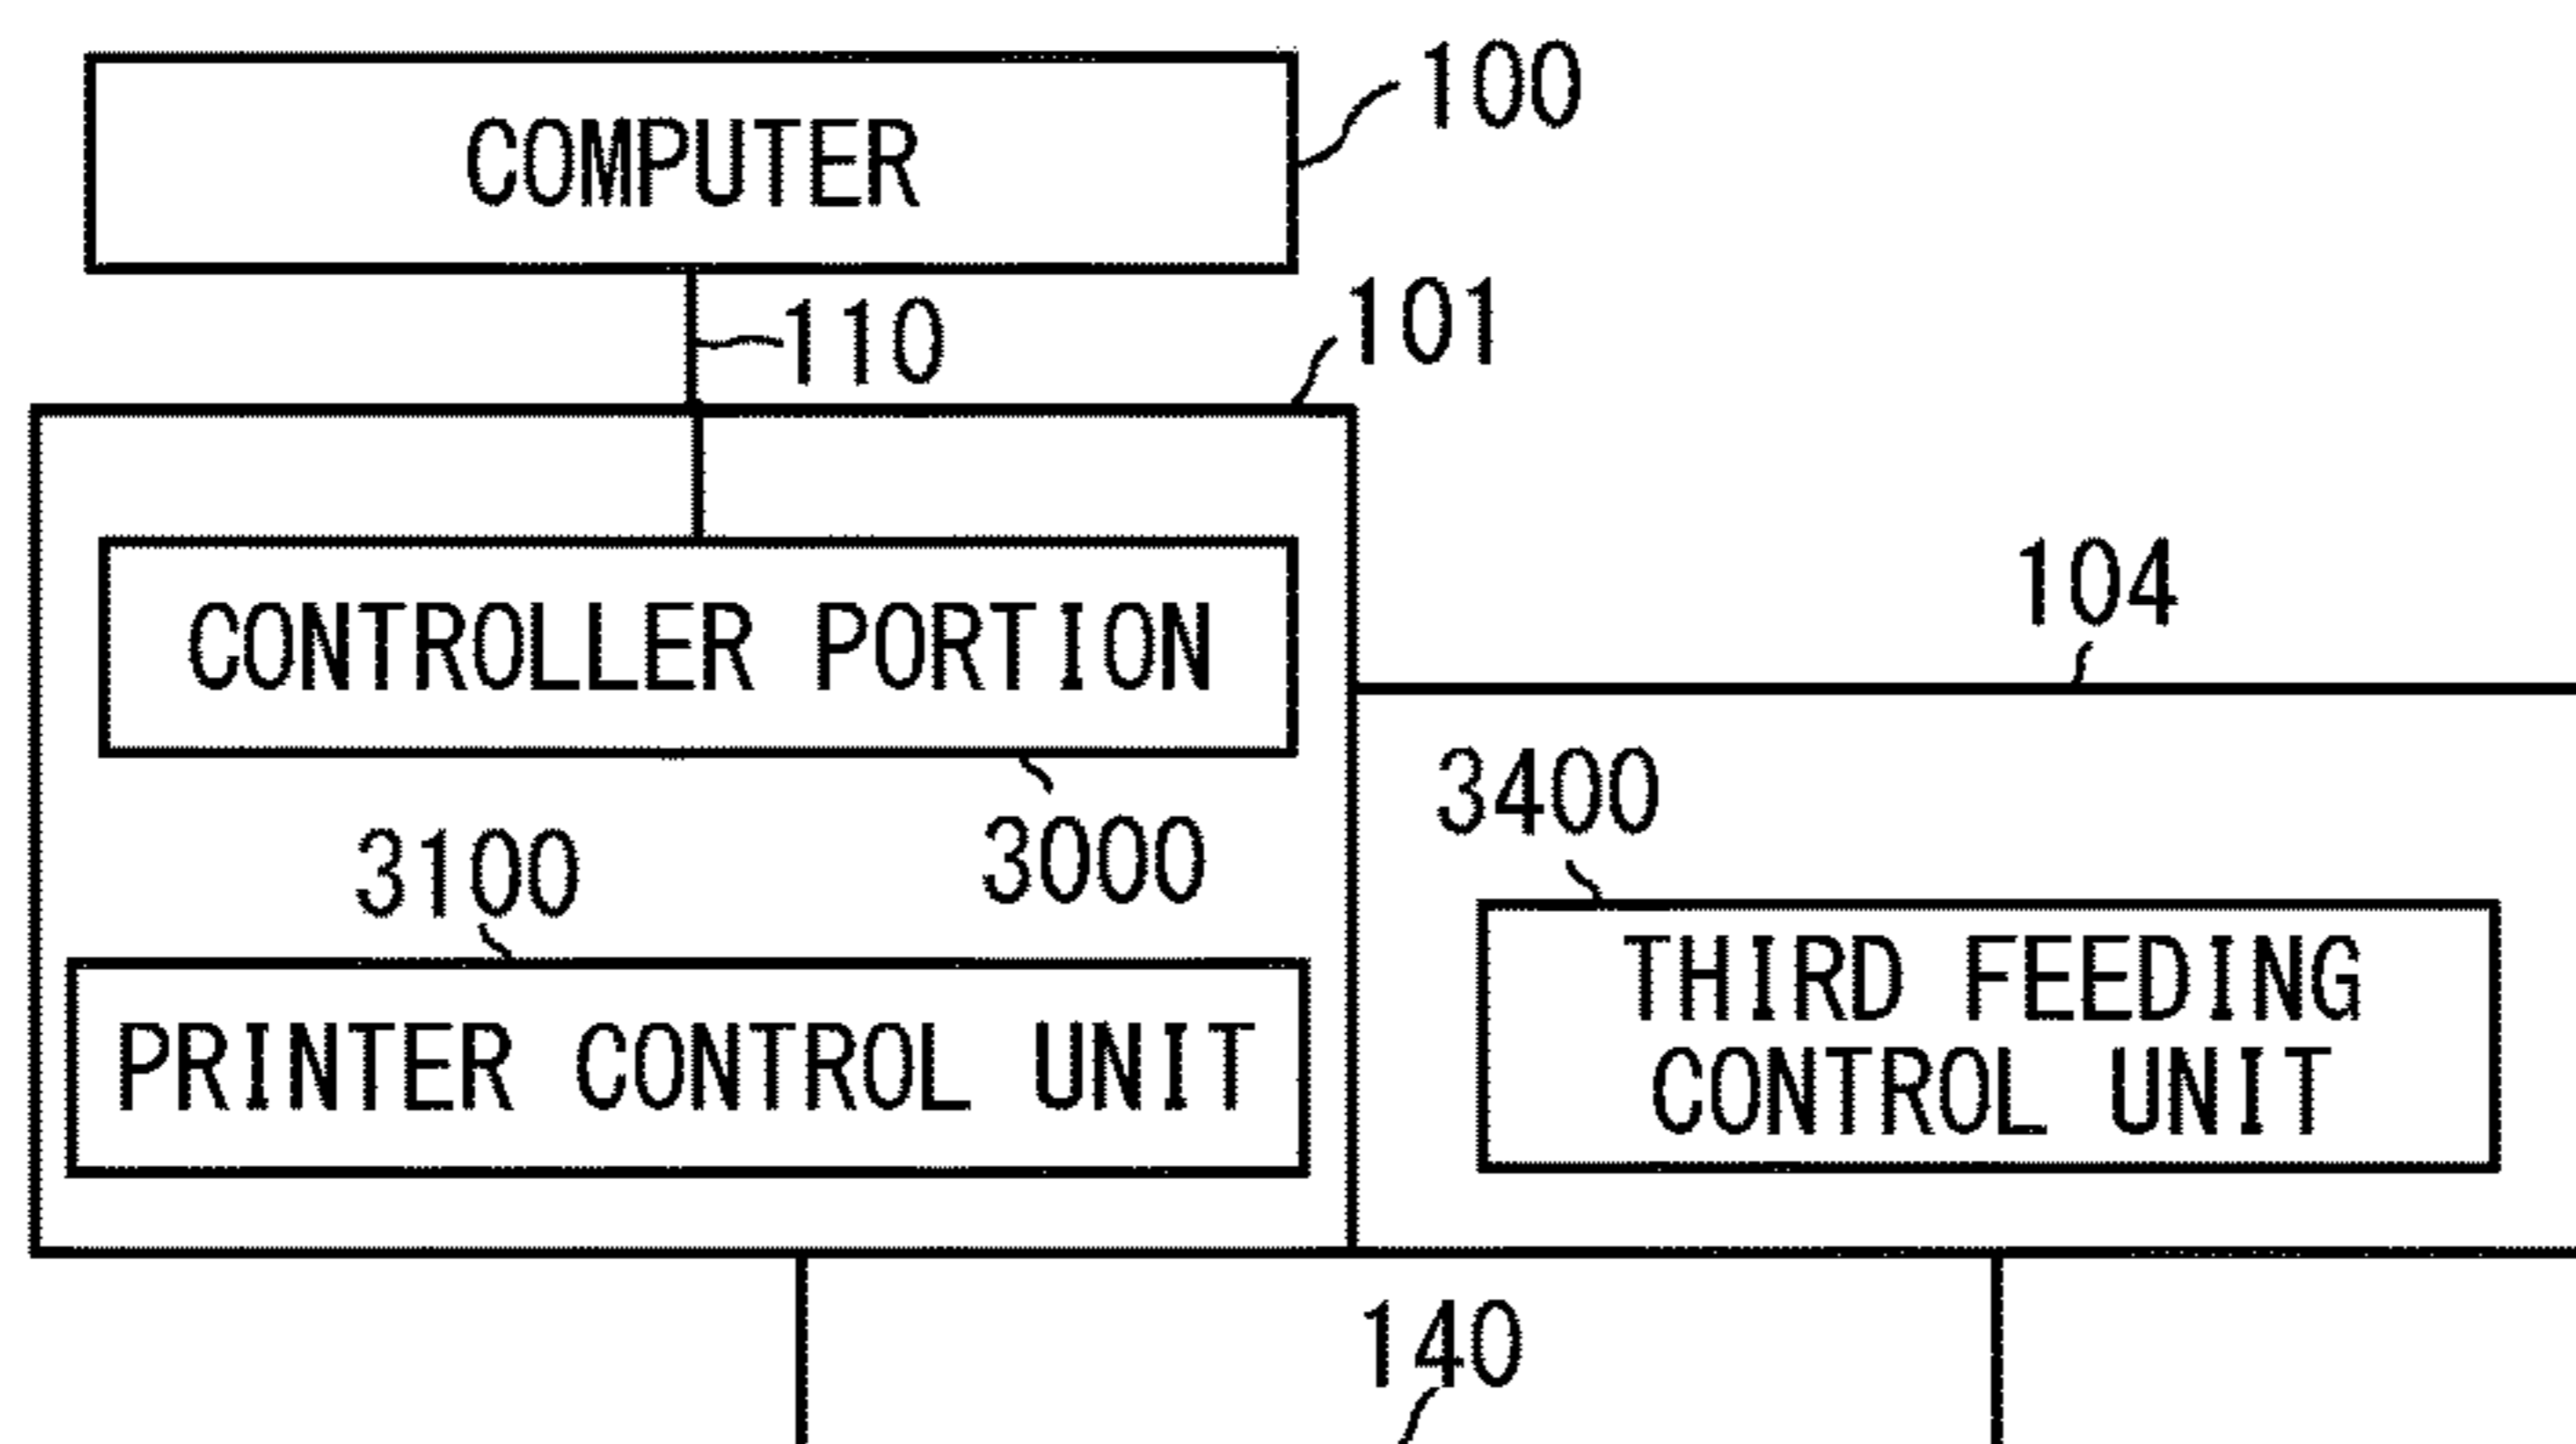 100
COMPUTER
110
101
104
CONTROLLER PORTION
3400
3100
3000
THIRD FEEDING
CONTROL UNIT
PRINTER CONTROL UNIT
140